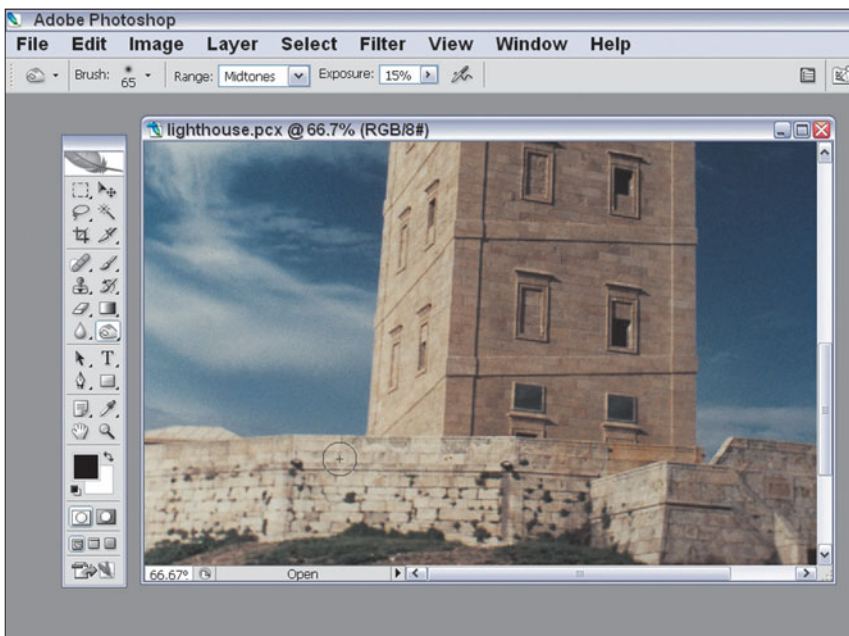 Adobe Photoshop
File Edit Image Layer Select Filter View Window Help
Brush: 65 Range: Midtones Exposure: 15%
lighthouse.pcx @ 66.7% (RGB/8#)
T
66.67% Open